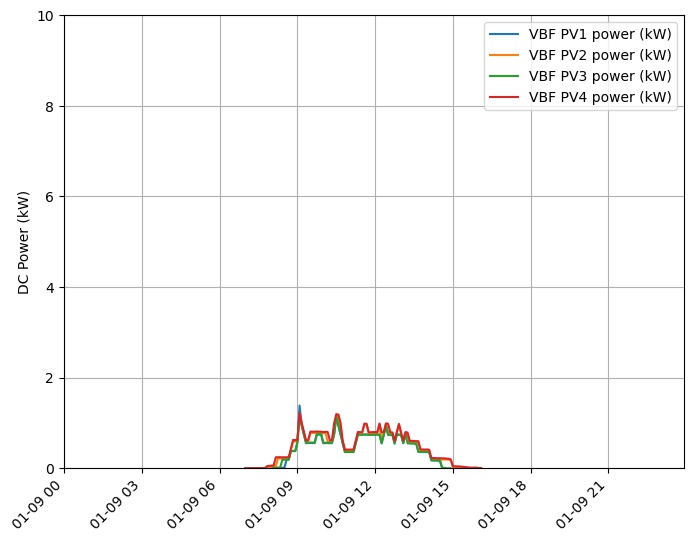 10
8
6
4
2
0
DC Power (kW)
VBF PV1 power (kW)
VBF PV2 power (kW)
VBF PV3 power (kW)
VBF PV4 power (kW)
01-09 00
01-09 03
01-09 06
01-09 09
01-09 12
01-09 15
01-09 18
01-09 21